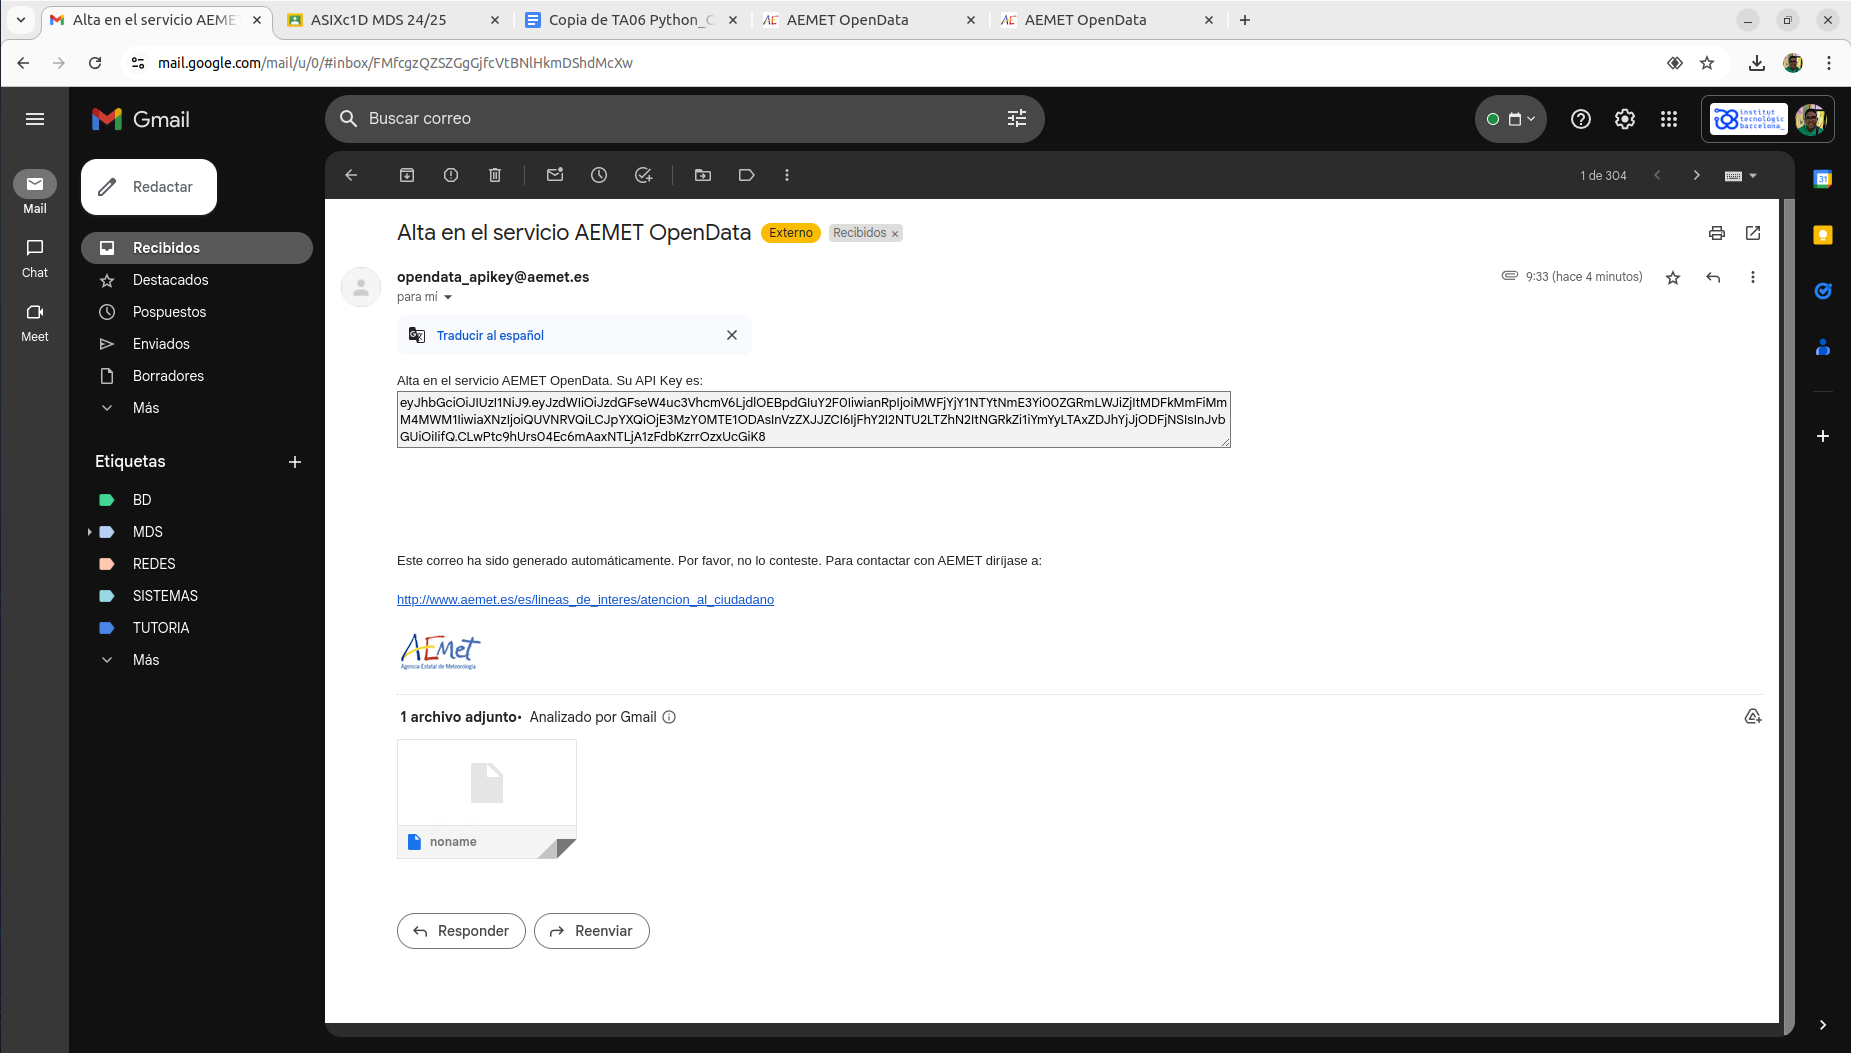 Alta en el servicio AEME
ASIXc1D MDS 24/25
Copia de TA06 Python_C
AEMET OpenData
AEMET OpenData
mail.google.com/mail/u/0/#inbox/FMfcgzQZSZGgGjfcVtBNlHkmDShdMcXw
Gmail
Buscar correo
institut
tecnològic
barcelona_
Redactar
1 de 304
Mail
Chat
Meet
Recibidos
Destacados
Pospuestos
Enviados
Borradores
Más
Etiquetas
BD
MDS
REDES
SISTEMAS
TUTORIA
Más
Alta en el servicio AEMET OpenData
Externo
Recibidos
opendata_apikey@aemet.es
9:33 (hace 4 minutos)
para mí
Traducir al español
Alta en el servicio AEMET OpenData. Su API Key es:
Este correo ha sido generado automáticamente. Por favor, no lo conteste. Para contactar con AEMET diríjase a:
http://www.aemet.es/es/lineas_de_interes/atencion_al_ciudadano
AEMet
Agencia Estatal de Meteorología
1 archivo adjunto• Analizado por Gmail
noname
Responder
Reenviar
31